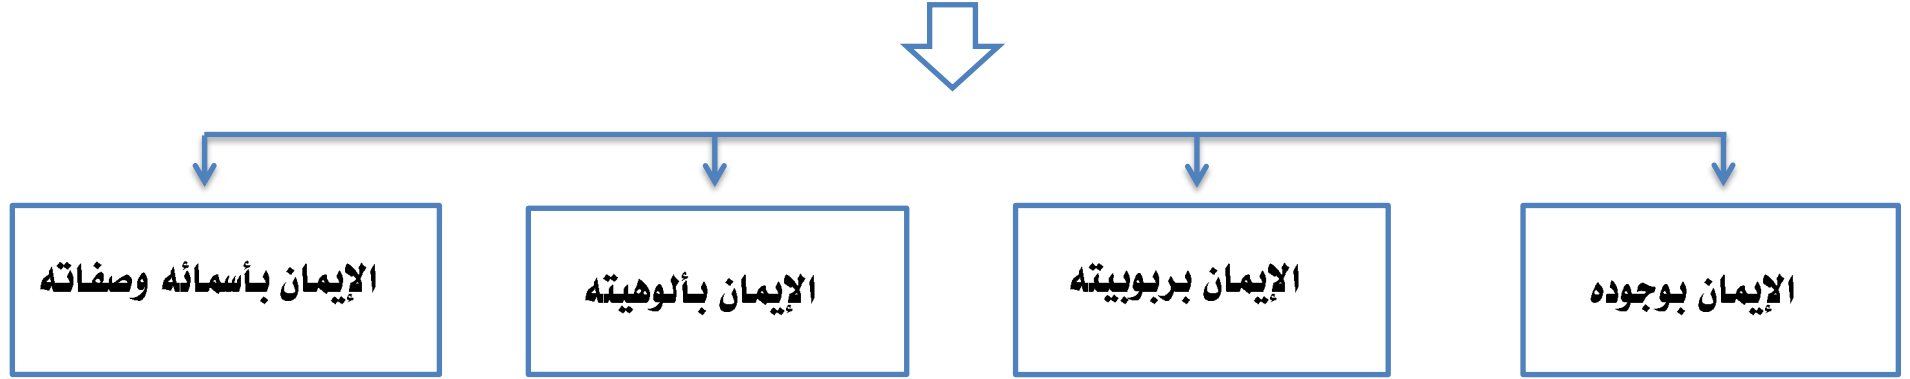 الإيمان بوجوده
الإيمان بربوبيته
الإيمان بألوهيته
الإيمان بأسمائه وصفاته